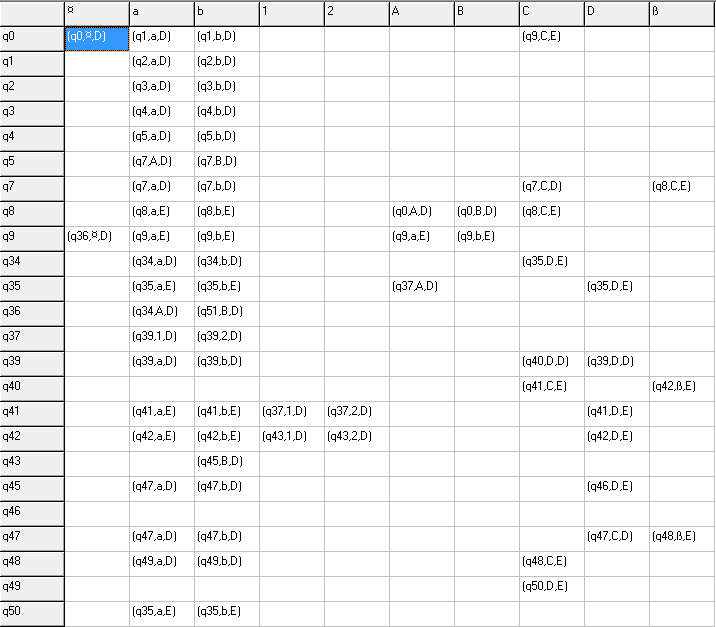 ¤ a b 1 2 A B C D ß
q0 (q0,¤,D) (q1,a,D) (q1,b,D) (q9,C,E)
q1 (q2,a,D) (q2,b,D)
q2 (q3,a,D) (q3,b,D)
q3 (q4,a,D) (q4,b,D)
q4 (q5,a,D) (q5,b,D)
q5 (q7,A,D) (q7,B,D)
q7 (q7,a,D) (q7,b,D) (q7,C,D) (q8,C,E)
q8 (q8,a,E) (q8,b,E) (q0,A,D) (q0,B,D) (q8,C,E)
q9 (q36,¤,D) (q9,a,E) (q9,b,E) (q9,a,E) (q9,b,E)
q34 (q34,a,D) (q34,b,D) (q35,D,E)
q35 (q35,a,E) (q35,b,E) (q37,A,D) (q35,D,E)
q36 (q34,A,D) (q51,B,D)
q37 (q39,1,D) (q39,2,D)
q39 (q39,a,D) (q39,b,D) (q40,D,D) (q39,D,D)
q40 (q41,C,E) (q42,ß,E)
q41 (q41,a,E) (q41,b,E) (q37,1,D) (q37,2,D) (q41,D,E)
q42 (q42,a,E) (q42,b,E) (q43,1,D) (q43,2,D) (q42,D,E)
q43 (q45,B,D)
q45 (q47,a,D) (q47,b,D) (q46,D,E)
q46
q47 (q47,a,D) (q47,b,D) (q47,C,D) (q48,ß,E)
q48 (q49,a,D) (q49,b,D) (q48,C,E)
q49 (q50,D,E)
q50 (q35,a,E) (q35,b,E)